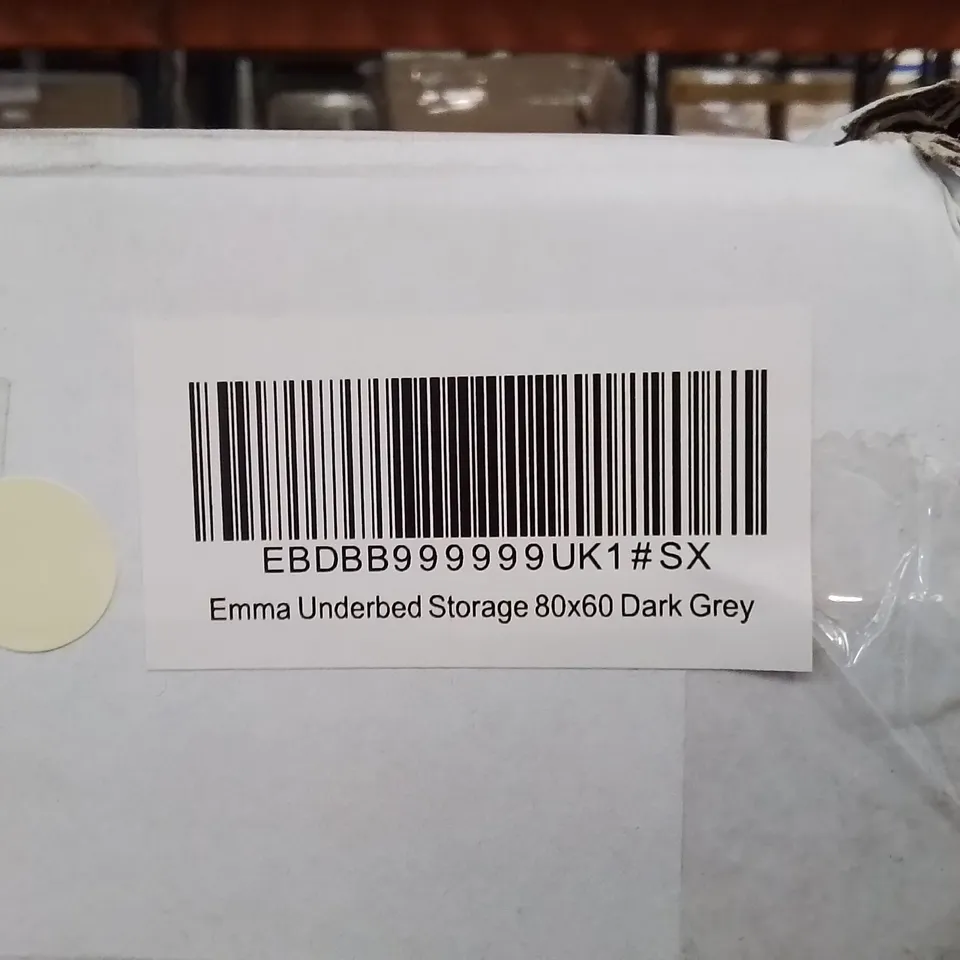 EBDBB999999UK1#SX
Emma Underbed Storage 80x60 Dark Grey